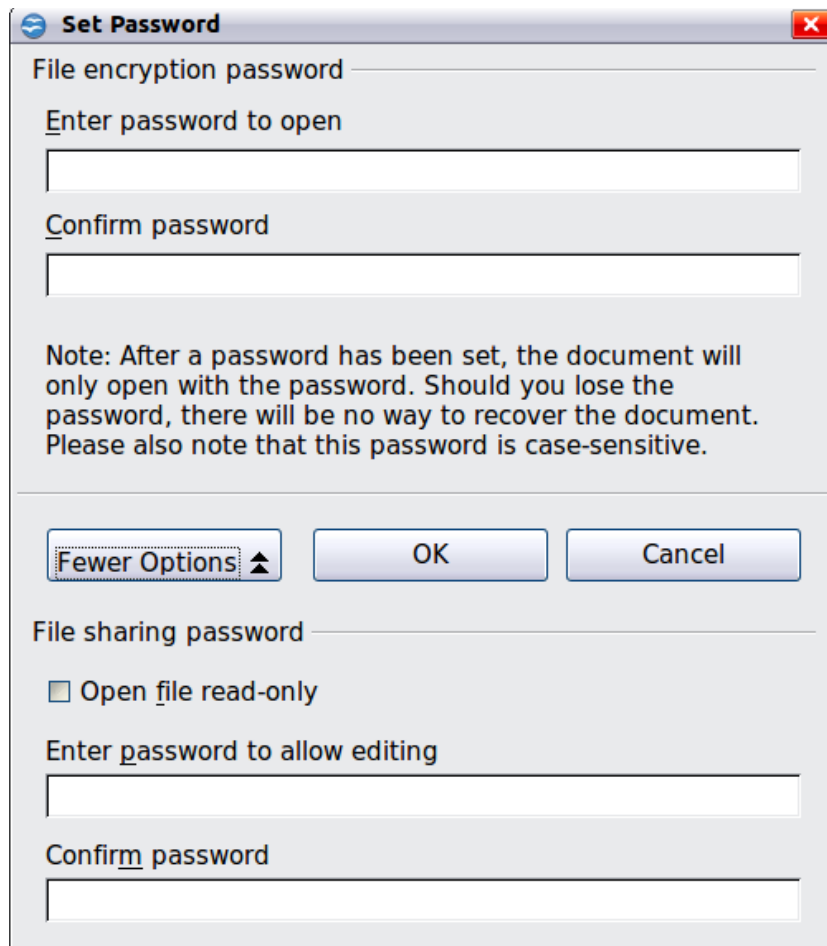 Set Password
File encryption password
Enter password to open
Confirm password
Note: After a password has been set, the document will
only open with the password. Should you lose the
password, there will be no way to recover the document.
Please also note that this password is case-sensitive.
Fewer Options
OK
Cancel
File sharing password
Open file read-only
Enter password to allow editing
Confirm password